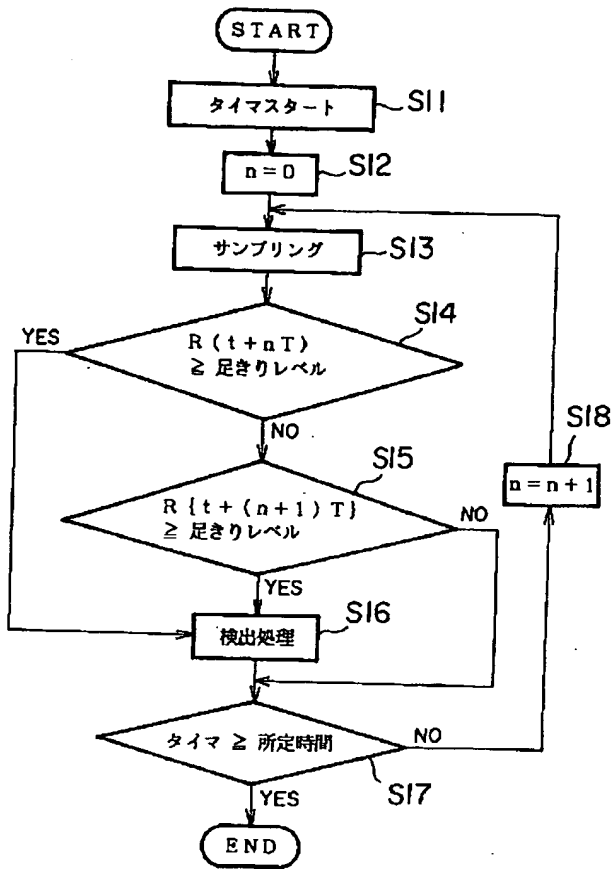 START
タイマスタート
S11
n=0
S12
サンプリング
S13
S14
YES
R(t+nT)
≧ 足きりレベル
NO
S18
n=n+1
S15
R{t+(n+1)T}
≧ 足きりレベル
NO
YES
検出処理
S16
タイマ ≧ 所定時間
NO
S17
YES
END